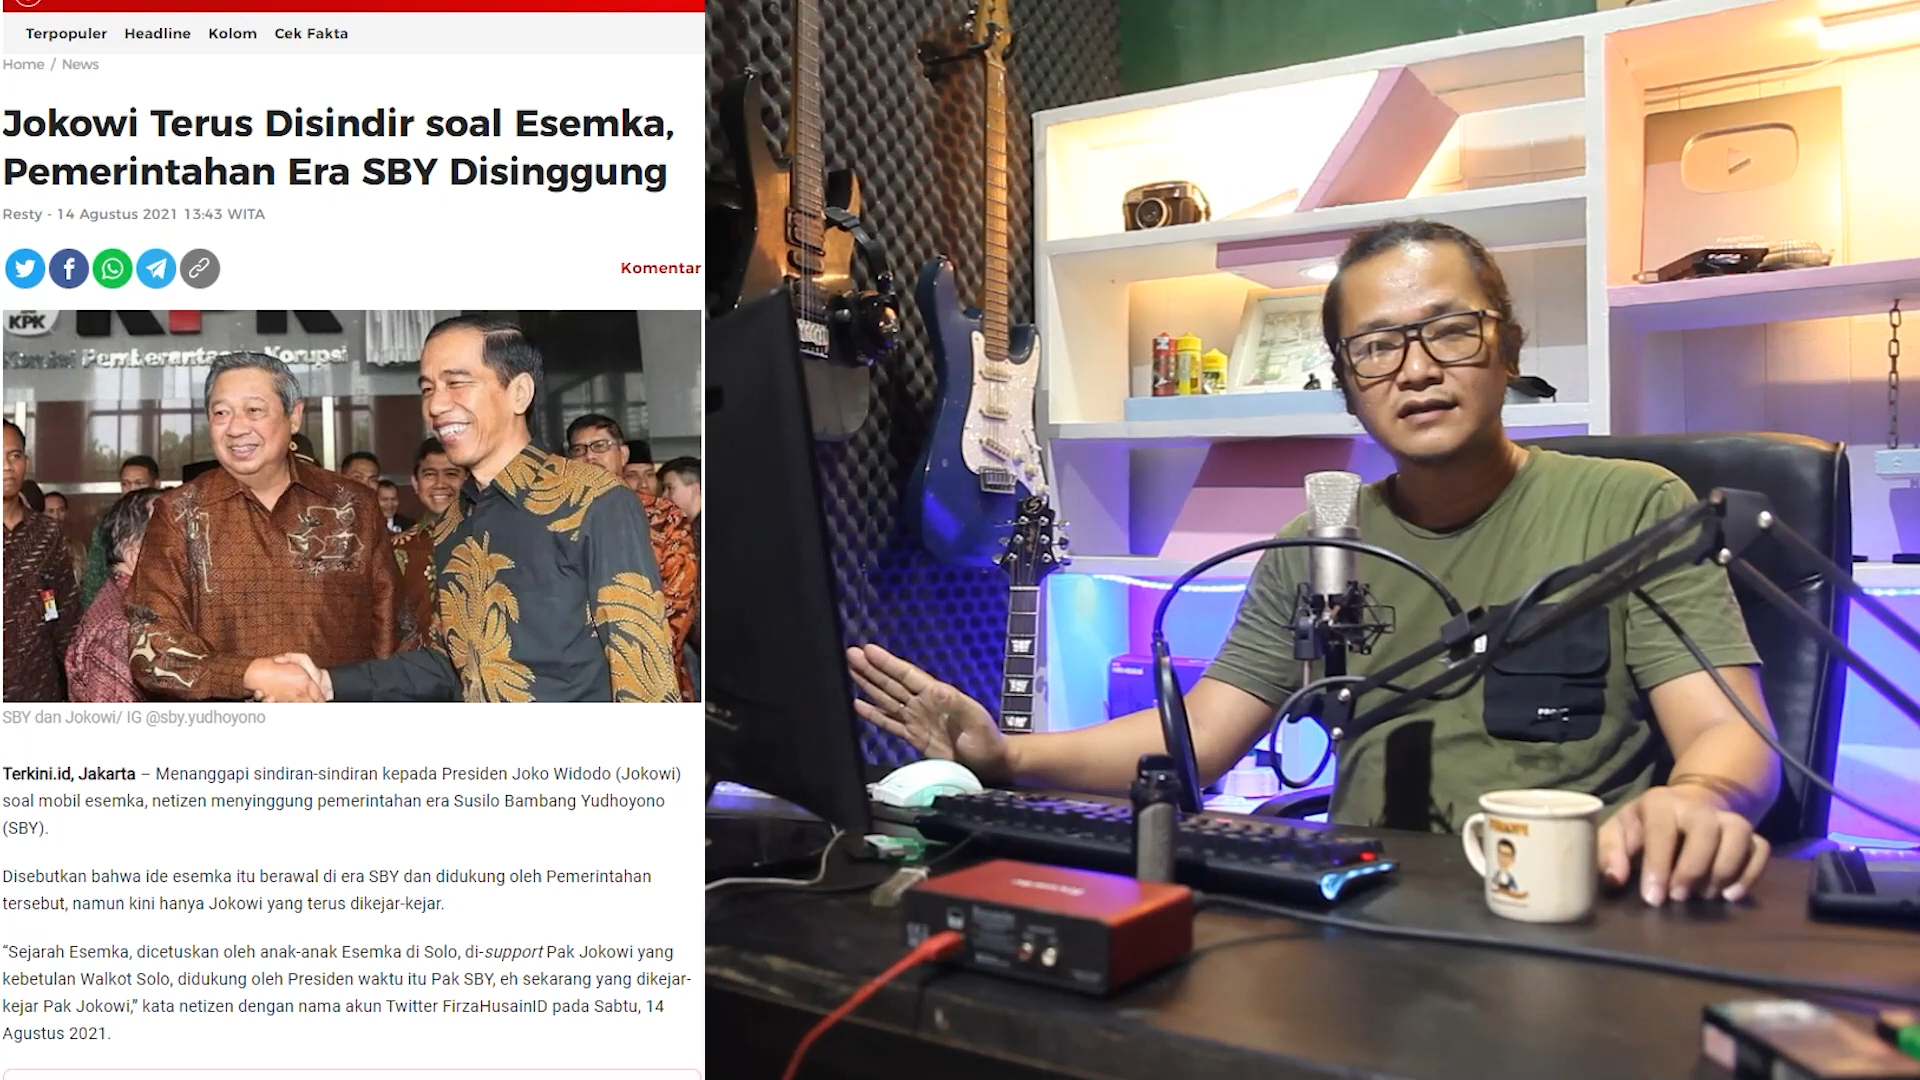 Terpopuler Headline Kolom Cek Fakta
Home / News
Jokowi Terus Disindir soal Esemka,
Pemerintahan Era SBY Disinggung
Resty - 14 Agustus 2021 13:43 WITA
Komentar
KPK
KPK
Komisi Pemberantasan Korupsi
SBY dan Jokowi/ IG @sby.yudhoyono
Terkini.id, Jakarta – Menanggapi sindiran-sindiran kepada Presiden Joko Widodo (Jokowi)
soal mobil esemka, netizen menyinggung pemerintahan era Susilo Bambang Yudhoyono
(SBY).
Disebutkan bahwa ide esemka itu berawal di era SBY dan didukung oleh Pemerintahan
tersebut, namun kini hanya Jokowi yang terus dikejar-kejar.
“Sejarah Esemka, dicetuskan oleh anak-anak Esemka di Solo, di-support Pak Jokowi yang
kebetulan Walkot Solo, didukung oleh Presiden waktu itu Pak SBY, eh sekarang yang dikejar-
kejar Pak Jokowi,” kata netizen dengan nama akun Twitter FirzaHusainID pada Sabtu, 14
Agustus 2021.